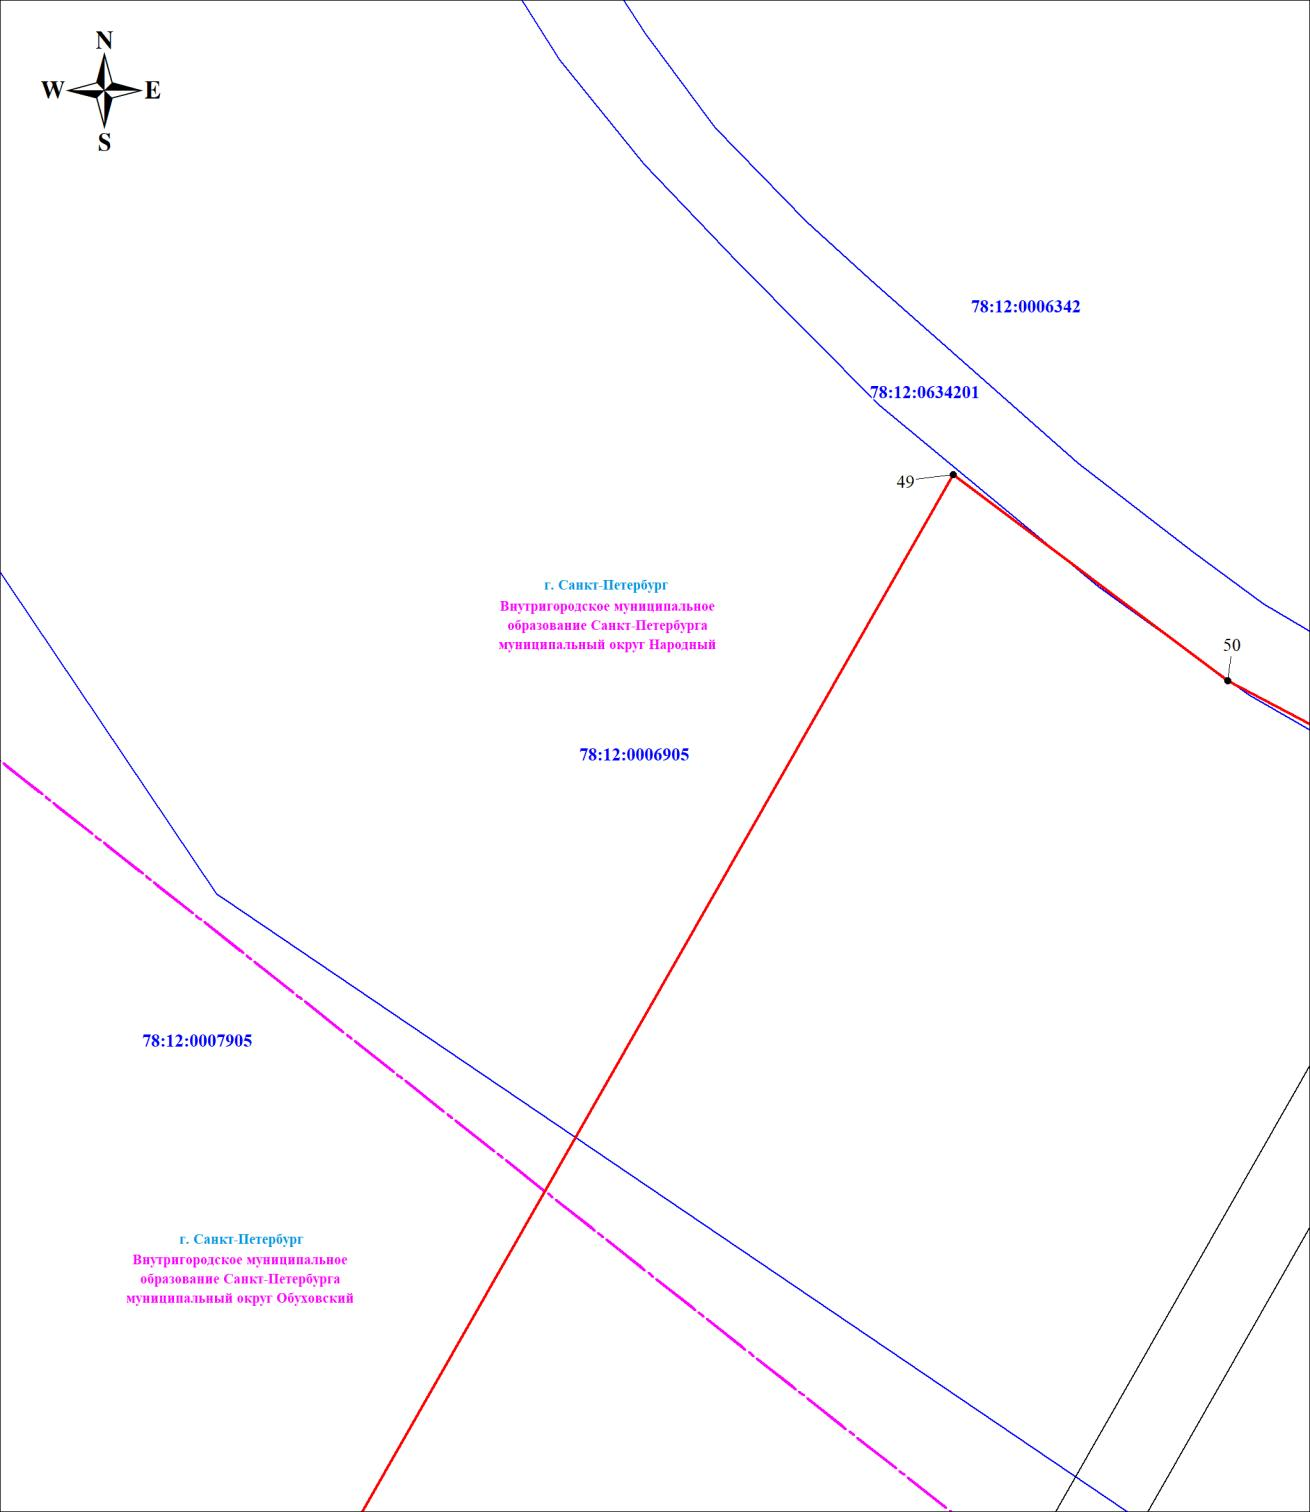 N
W E
S
78:12:0006342
78:12:0634201
49
г. Санкт-Петербург
Внутригородское муниципальное
образование Санкт-Петербурга
муниципальный округ Народный
50
78:12:0006905
78:12:0007905
г. Санкт-Петербург
Внутригородское муниципальное
образование Санкт-Петербурга
муниципальный округ Обуховский